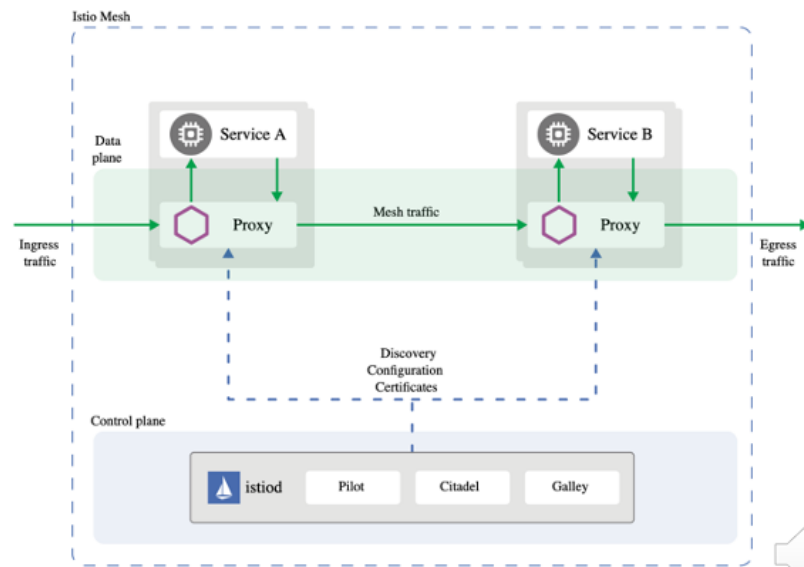 Istio Mesh
Data
plane
Service A
Service B
Proxy
Mesh traffic
Proxy
Ingress
traffic
Egress
traffic
Discovery
Configuration
Certificates
Control plane
istiod
Pilot
Citadel
Galley